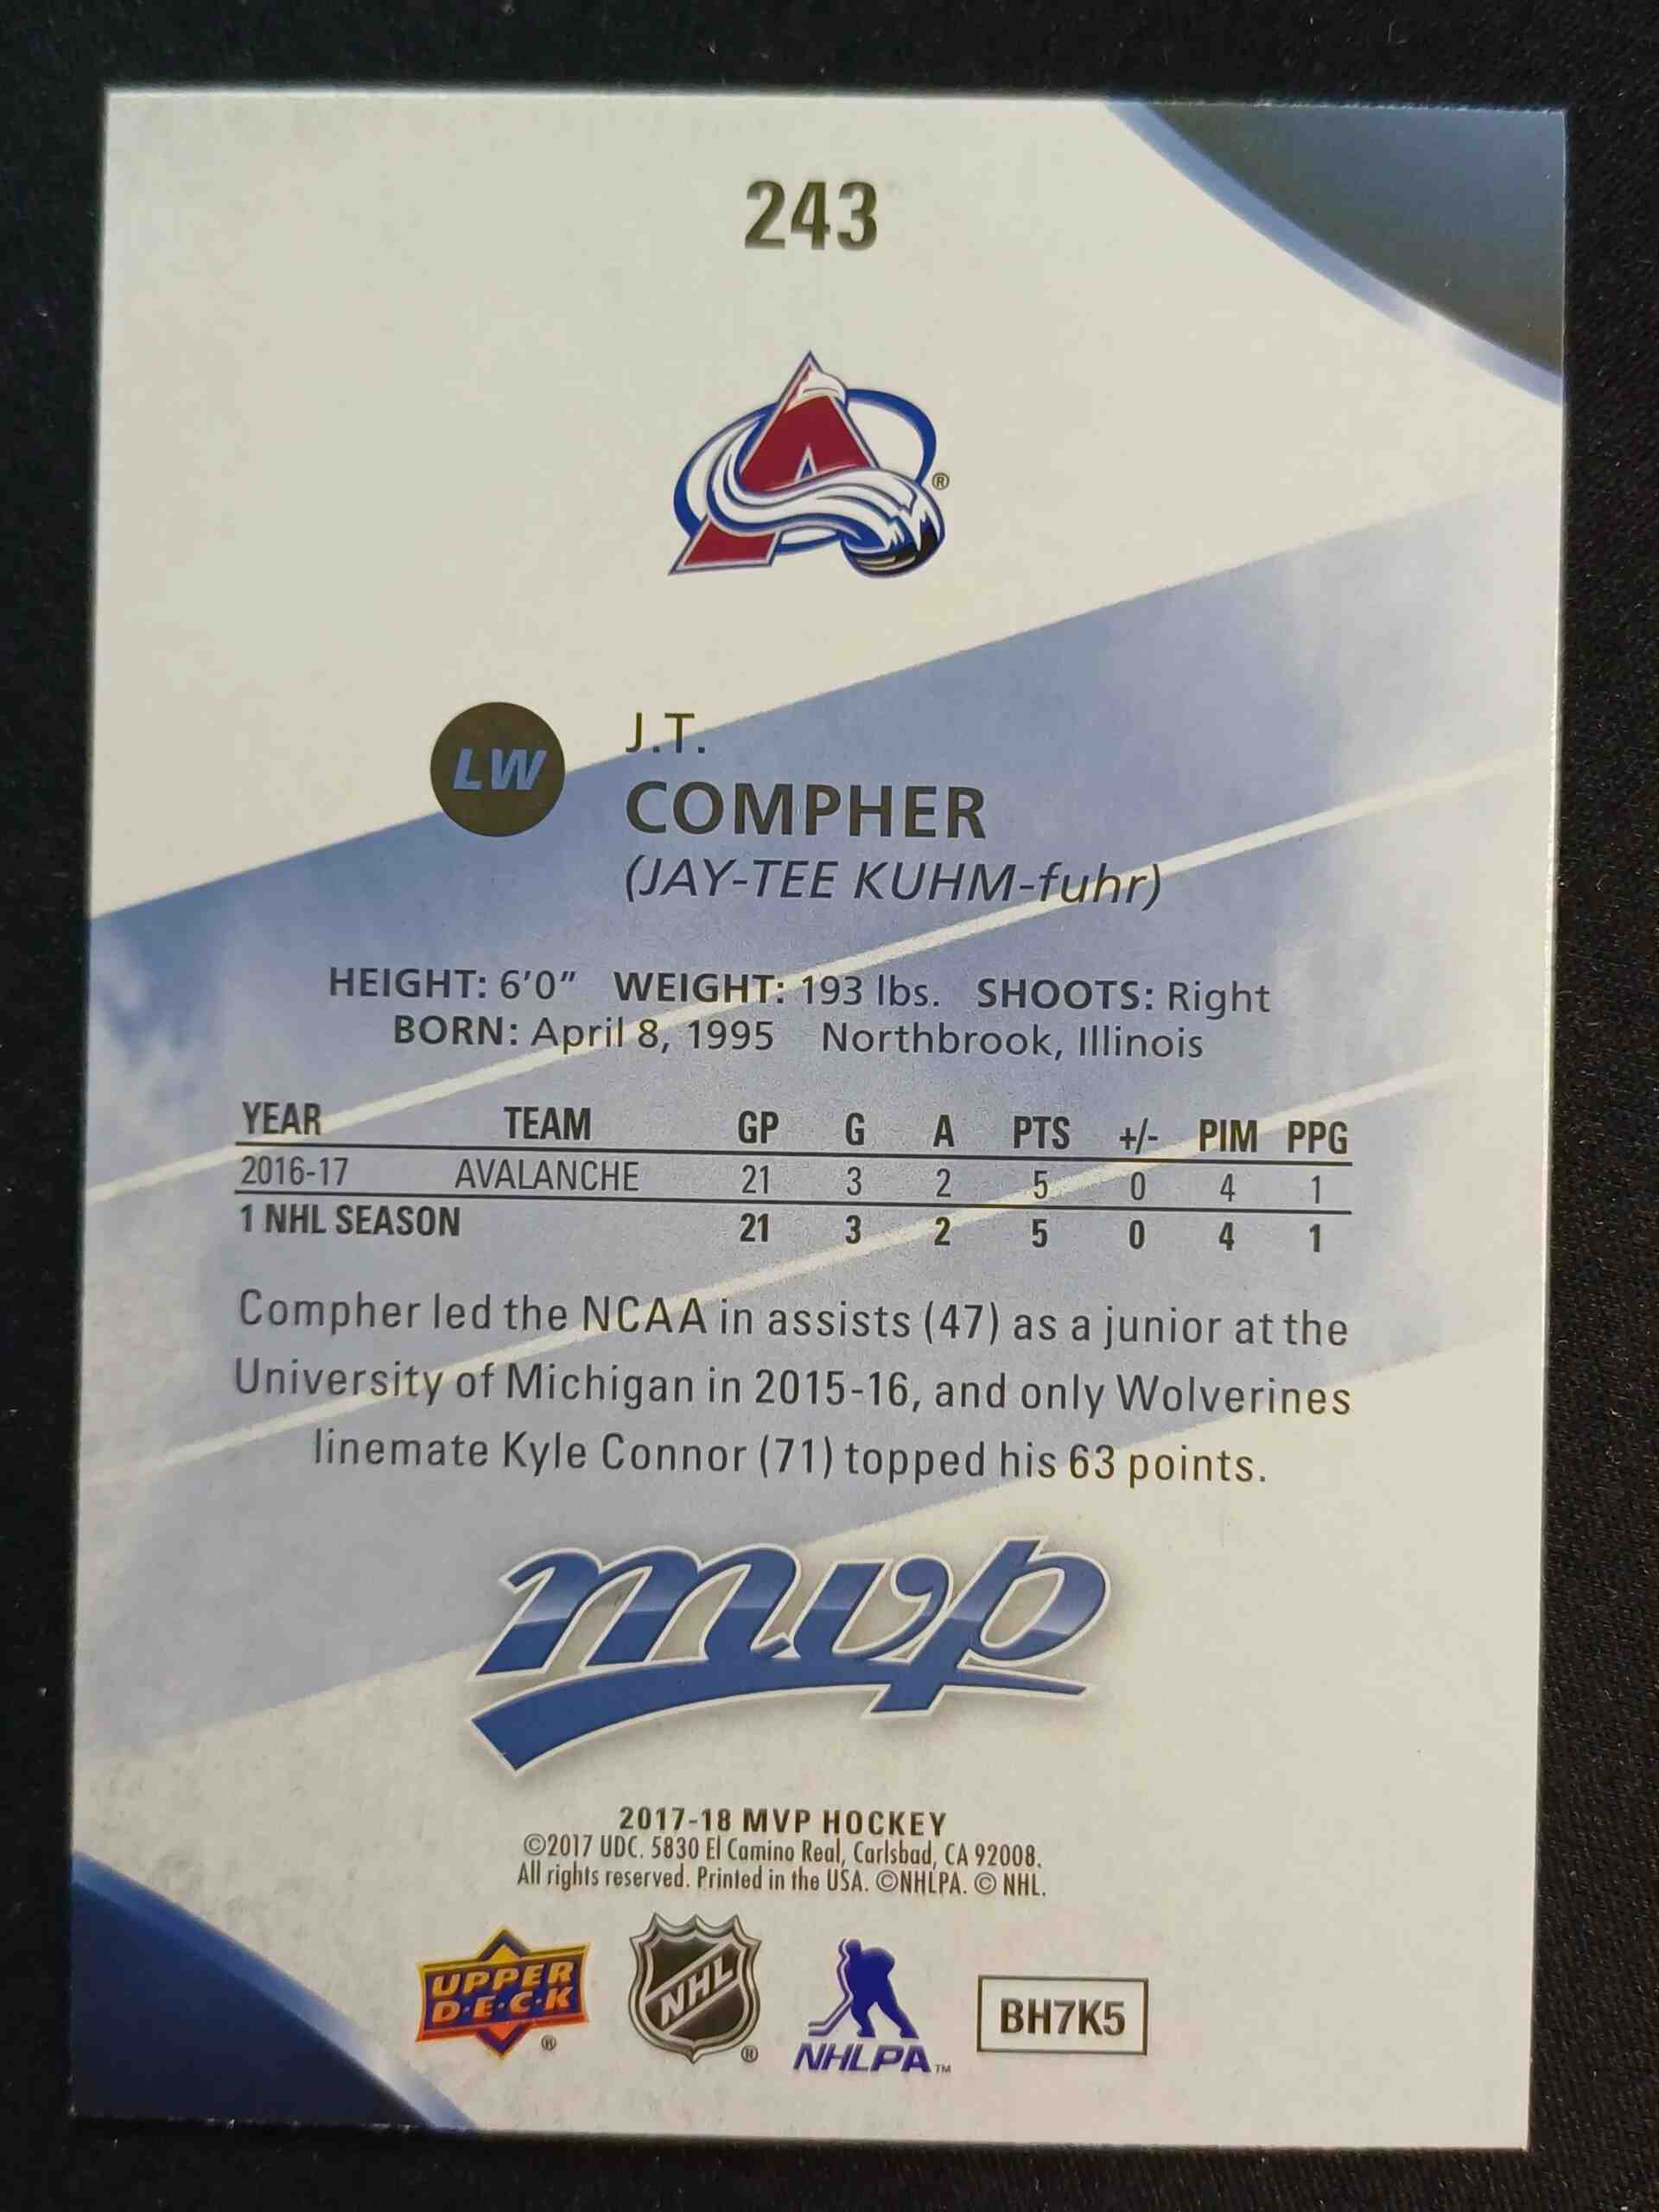 243
®
LW
J.T.
COMPHER
(JAY-TEE KUHM-fuhr)
HEIGHT: 6'0" WEIGHT: 193 lbs. SHOOTS: Right
BORN: April 8, 1995 Northbrook, Illinois
YEAR TEAM GP G A PTS +/- PIM PPG
2016-17 AVALANCHE 21 3 2 5 0 4 1
1 NHL SEASON 21 3 2 5 0 4 1
Compher led the NCAA in assists (47) as a junior at the
University of Michigan in 2015-16, and only Wolverines
linemate Kyle Connor (71) topped his 63 points.
mvp
2017-18 MVP HOCKEY
©2017 UDC. 5830 El Camino Real, Carlsbad, CA 92008.
All rights reserved. Printed in the USA. ©NHLPA. © NHL.
UPPER
D·E·C·K
®
NHL
®
NHLPA™
BH7K5